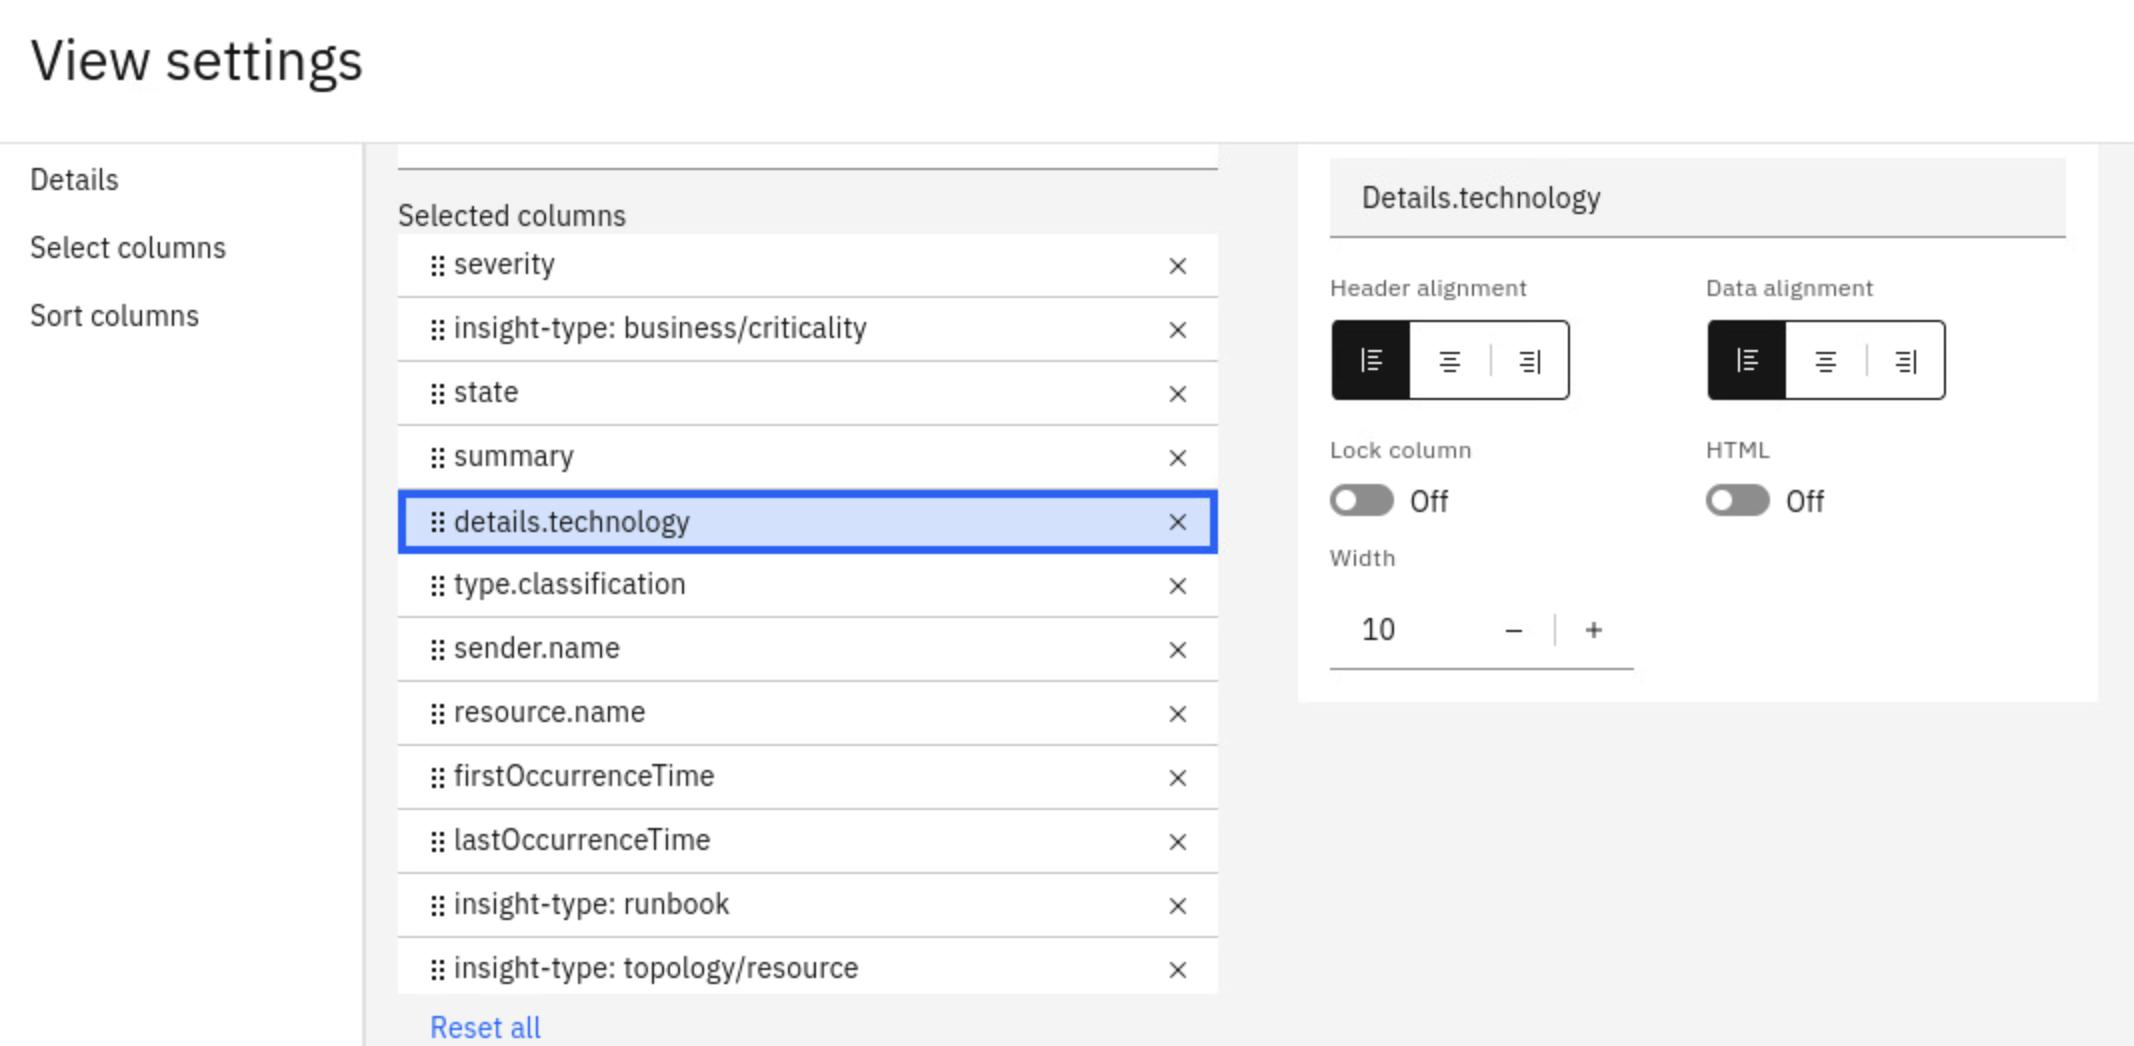 View settings
Details
Select columns
Sort columns
Selected columns
severity
insight-type: business/criticality
state
summary
details.technology
type.classification
sender.name
resource.name
firstOccurrenceTime
lastOccurrenceTime
insight-type: runbook
insight-type: topology/resource
Reset all
Details.technology
Header alignment
Data alignment
Lock column
HTML
Off
Off
Width
10